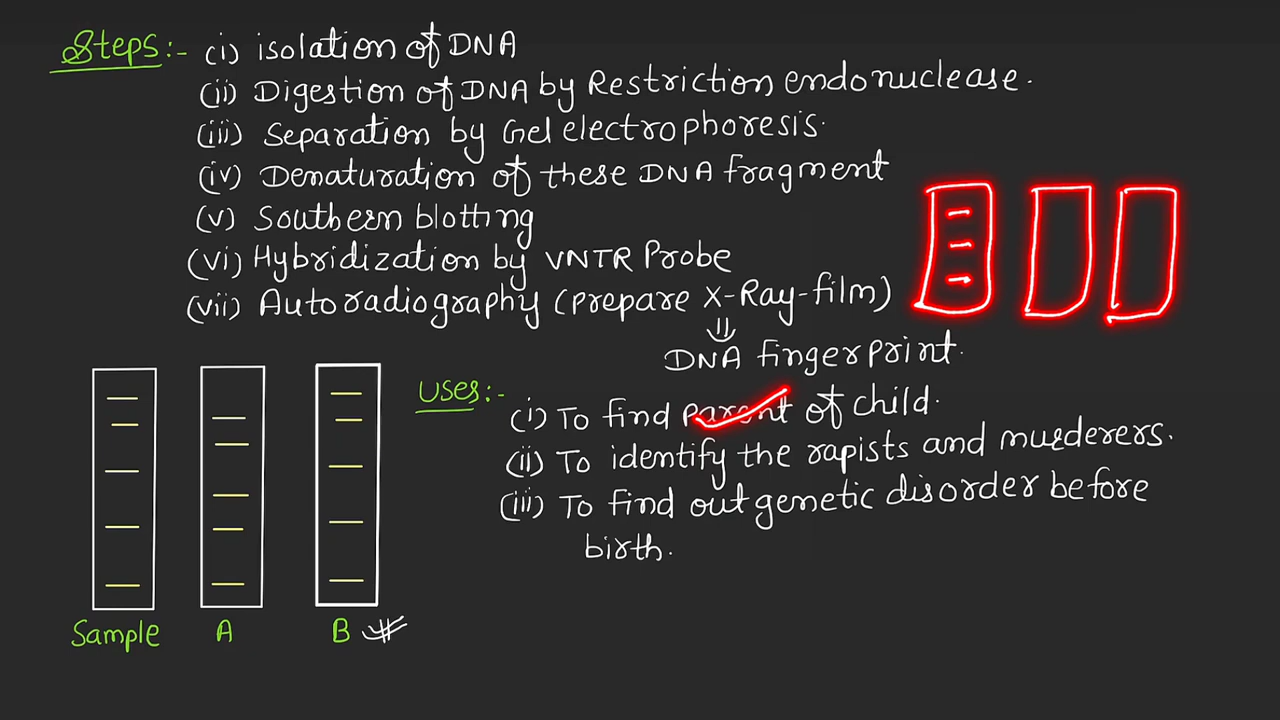 Steps:- (i) isolation of DNA
(ii) Digestion of DNA by Restriction endonuclease.
(iii) Separation by Gel electrophoresis.
(iv) Denaturation of these DNA fragment
(v) Southern blotting
(vi) Hybridization by VNTR Probe
(vii) Autoradiography (prepare X-Ray-film)
DNA fingerprint.
Uses:- (i) To find parent of child.
(ii) To identify the rapists and murderers.
(iii) To find out genetic disorder before
birth.
Sample A B